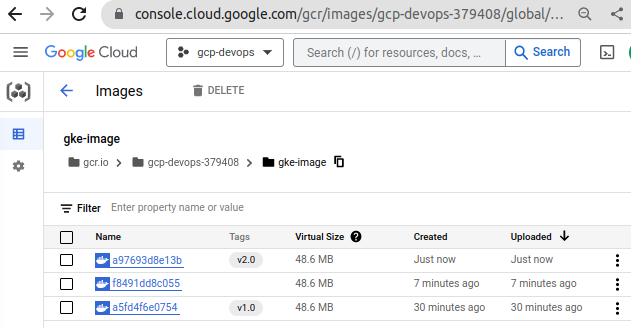 console.cloud.google.com/gcr/images/gcp-devops-379408/global/...
Google Cloud gcp-devops Search (/) for resources, docs, ... Search
Images DELETE
gke-image
gcr.io > gcp-devops-379408 > gke-image
Filter Enter property name or value
Name Tags Virtual Size ? Created Uploaded
a97693d8e13b v2.0 48.6 MB Just now Just now
f8491dd8c055 48.6 MB 7 minutes ago 7 minutes ago
a5fd4f6e0754 v1.0 48.6 MB 30 minutes ago 30 minutes ago